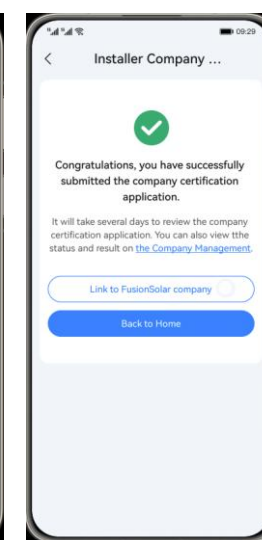 09:29
Installer Company ...
Congratulations, you have successfully
submitted the company certification
application.
It will take several days to review the company
certification application. You can also view tthe
status and result on the Company Management.
Link to FusionSolar company
Back to Home